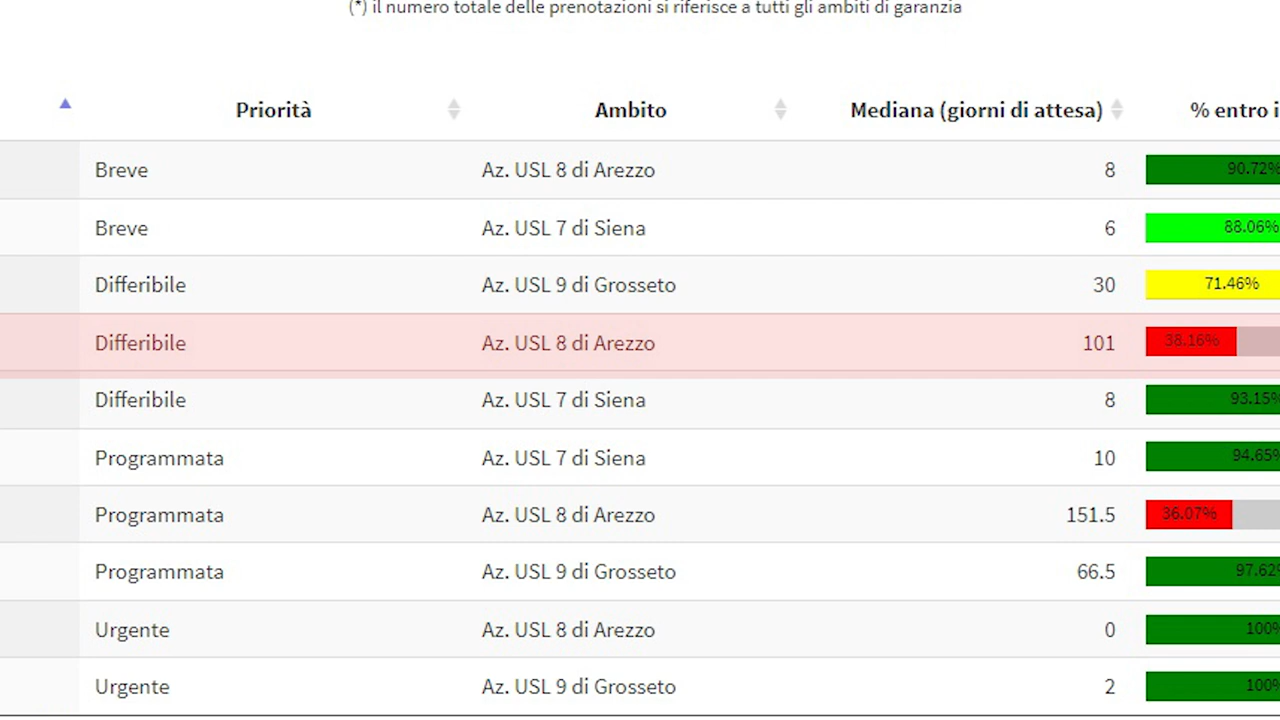 (*) il numero totale delle prenotazioni si riferisce a tutti gli ambiti di garanzia
Priorità Ambito Mediana (giorni di attesa) % entro i
Breve Az. USL 8 di Arezzo 8 90.72%
Breve Az. USL 7 di Siena 6 88.06%
Differibile Az. USL 9 di Grosseto 30 71.46%
Differibile Az. USL 8 di Arezzo 101 38.16%
Differibile Az. USL 7 di Siena 8 93.15%
Programmata Az. USL 7 di Siena 10 94.65%
Programmata Az. USL 8 di Arezzo 151.5 36.07%
Programmata Az. USL 9 di Grosseto 66.5 97.62%
Urgente Az. USL 8 di Arezzo 0 100%
Urgente Az. USL 9 di Grosseto 2 100%